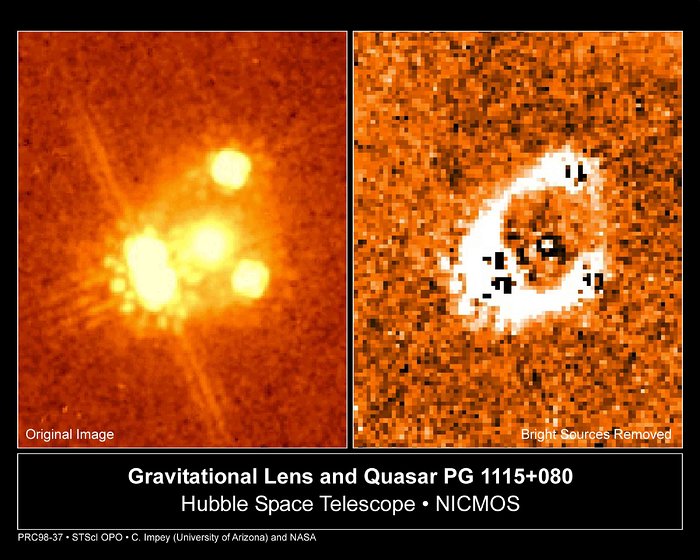 Original Image
Bright Sources Removed
Gravitational Lens and Quasar PG 1115+080
Hubble Space Telescope • NICMOS
PRC98-37 • STScI OPO • C. Impey (University of Arizona) and NASA